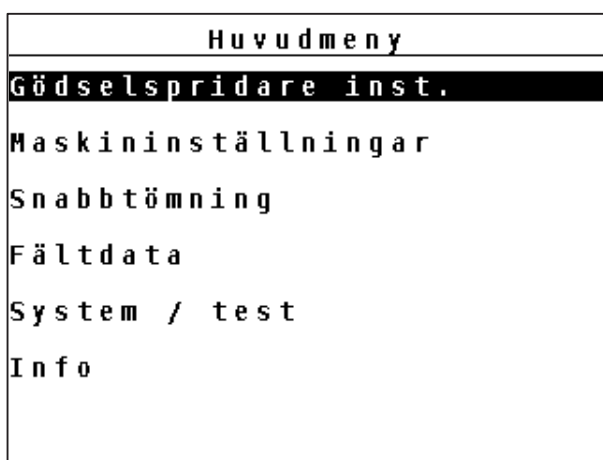 Huvudmeny
Gödselspridare inst.
Maskininställningar
Snabbtömning
Fältdata
System / test
Info